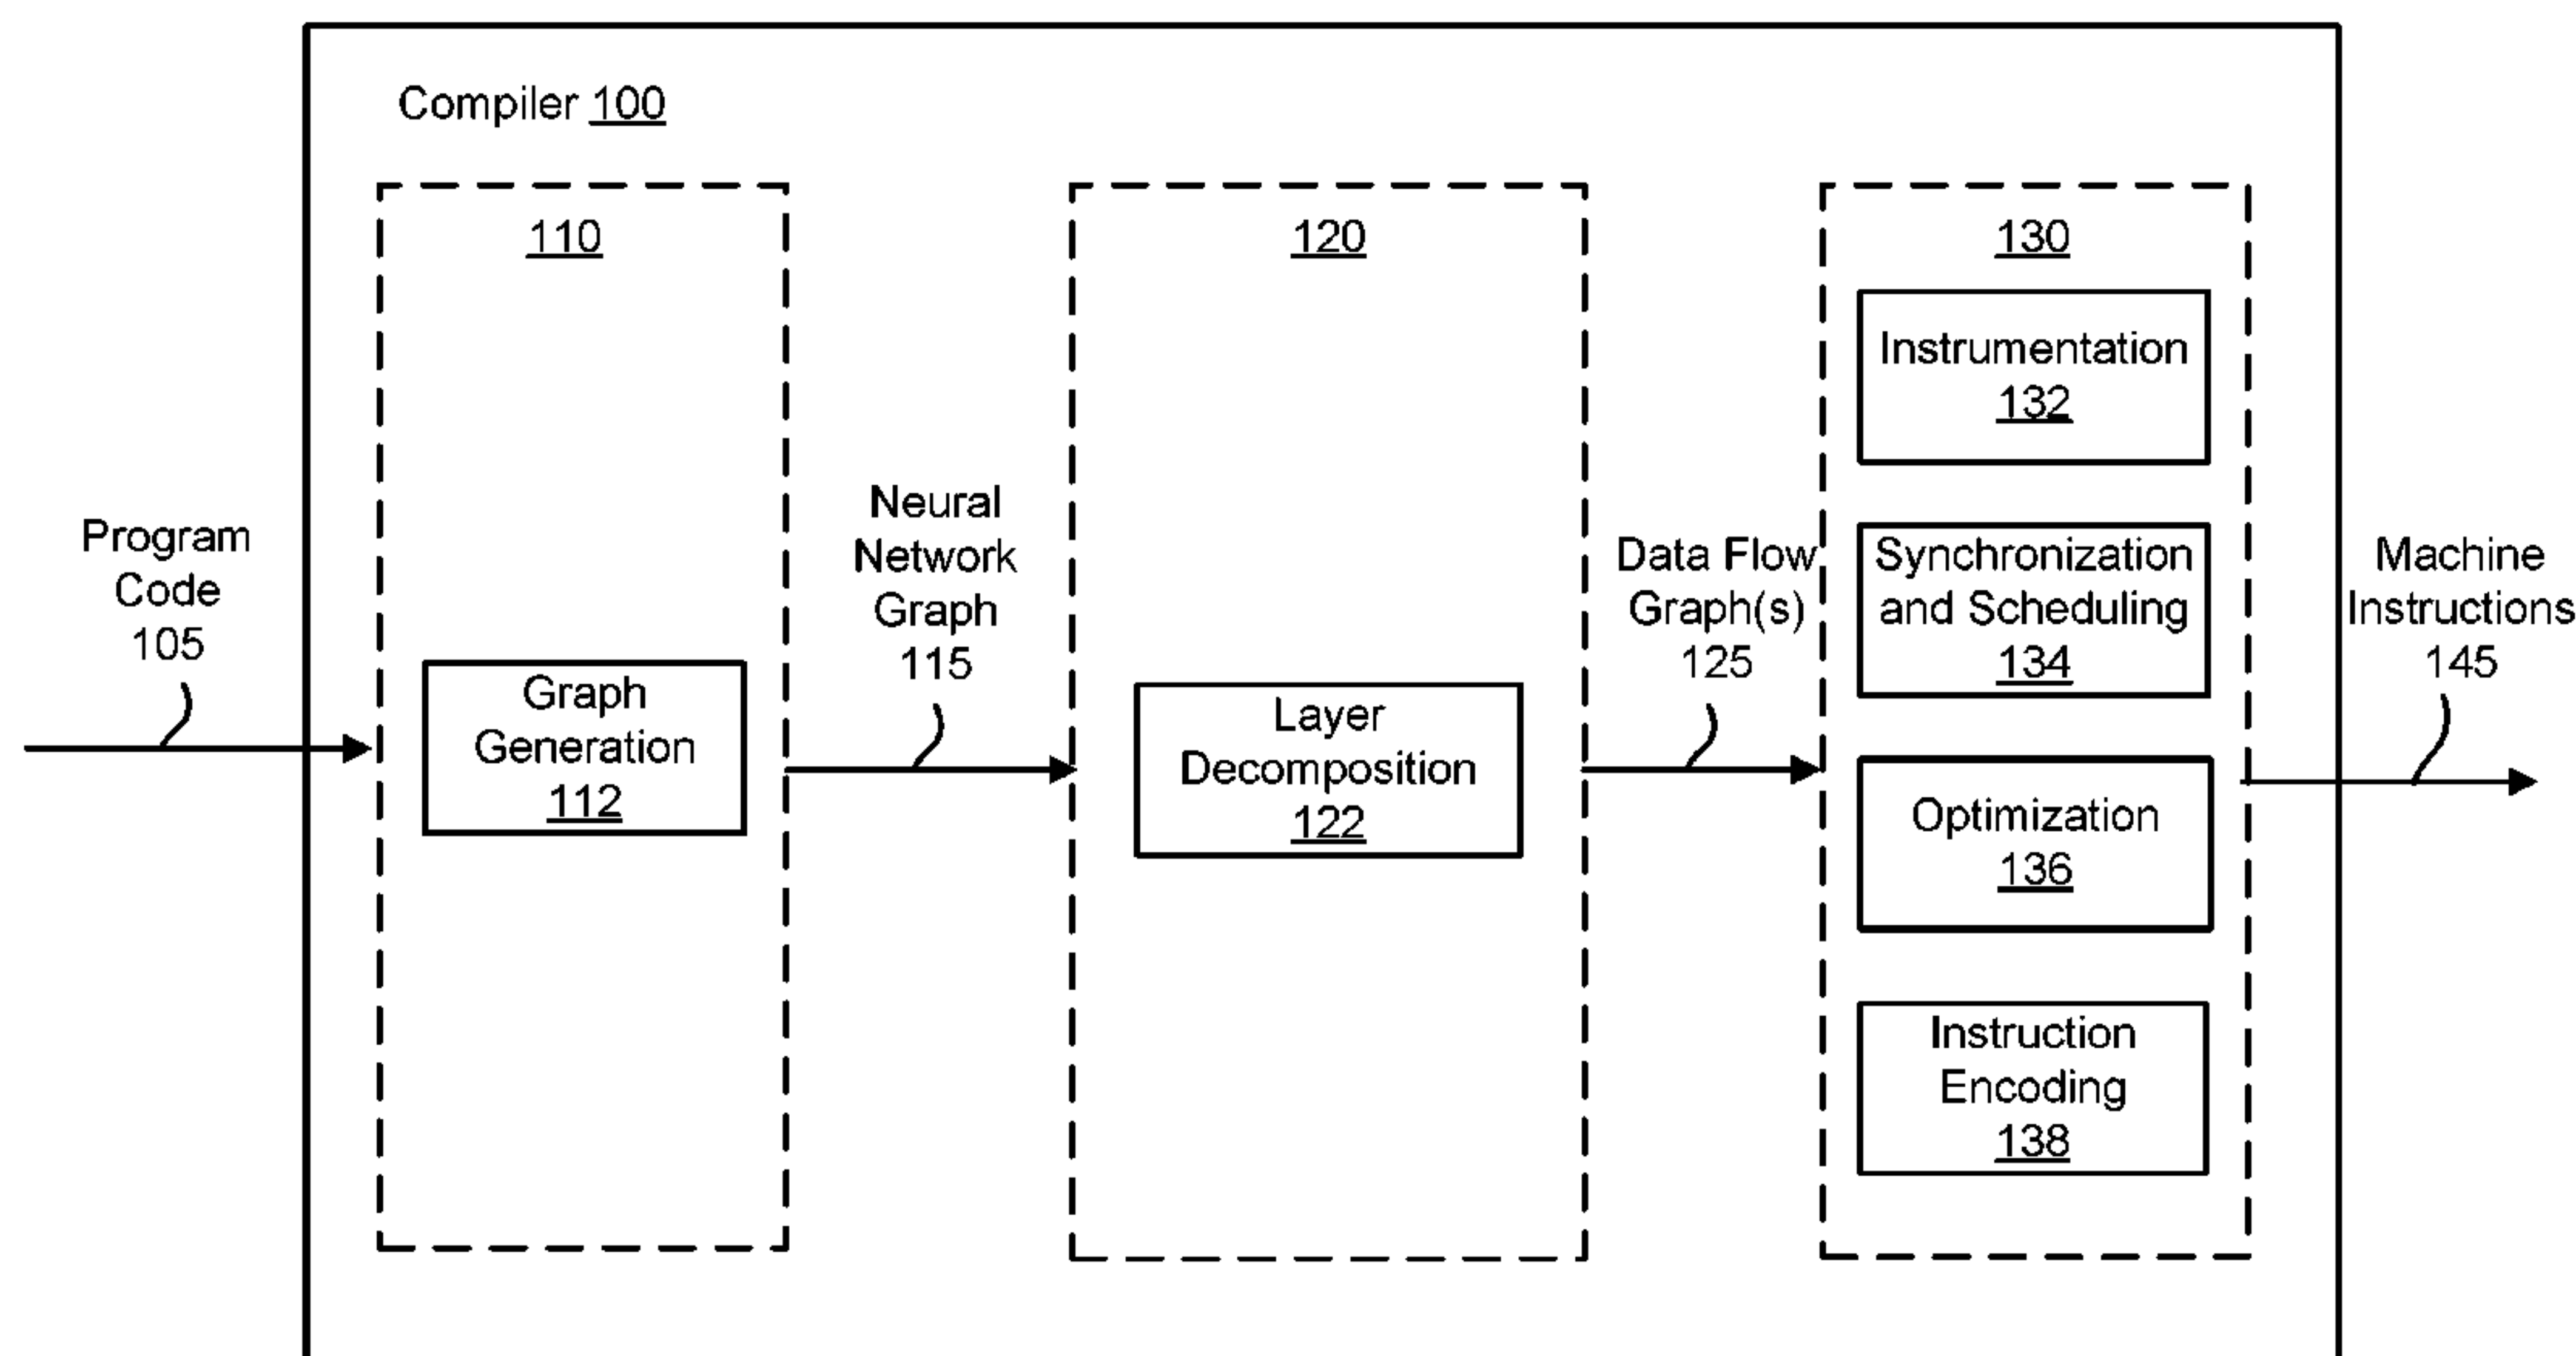 Compiler 100
Program
Code
105
110
Graph
Generation
112
Neural
Network
Graph
115
120
Layer
Decomposition
122
Data Flow
Graph(s)
125
130
Instrumentation
132
Synchronization
and Scheduling
134
Optimization
136
Instruction
Encoding
138
Machine
Instructions
145